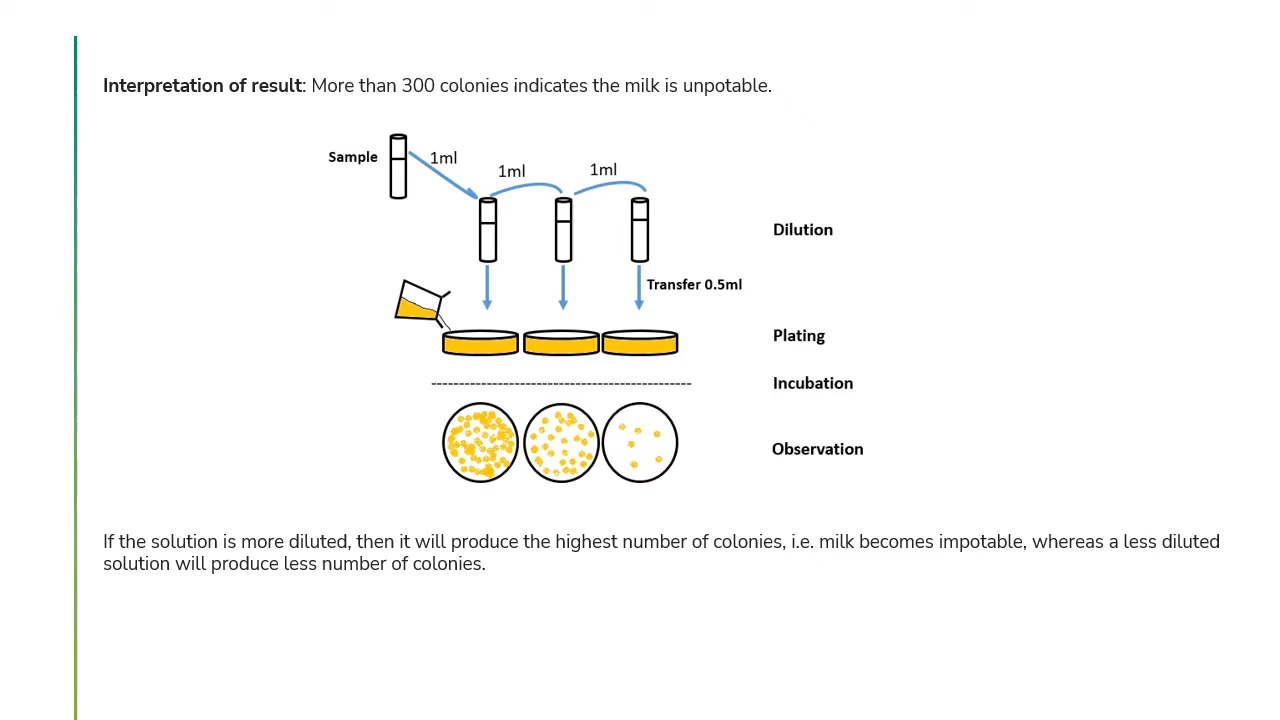 Interpretation of result: More than 300 colonies indicates the milk is unpotable.
Sample
1ml
1ml
1ml
Dilution
Transfer 0.5ml
Plating
Incubation
Observation
If the solution is more diluted, then it will produce the highest number of colonies, i.e. milk becomes impotable, whereas a less diluted
solution will produce less number of colonies.